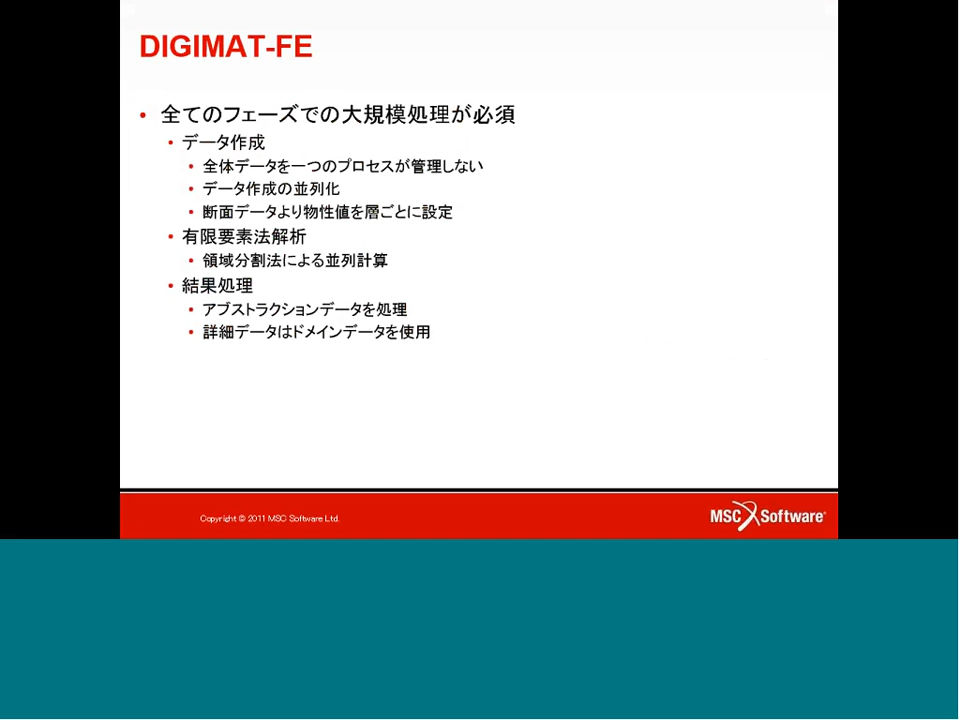 DIGIMAT-FE
• 全てのフェーズでの大規模処理が必須
• データ作成
• 全体データを一つのプロセスが管理しない
• データ作成の並列化
• 断面データより物性値を層ごとに設定
• 有限要素法解析
• 領域分割法による並列計算
• 結果処理
• アブストラクションデータを処理
• 詳細データはドメインデータを使用
Copyright © 2011 MSC Software Ltd.
MSC Software